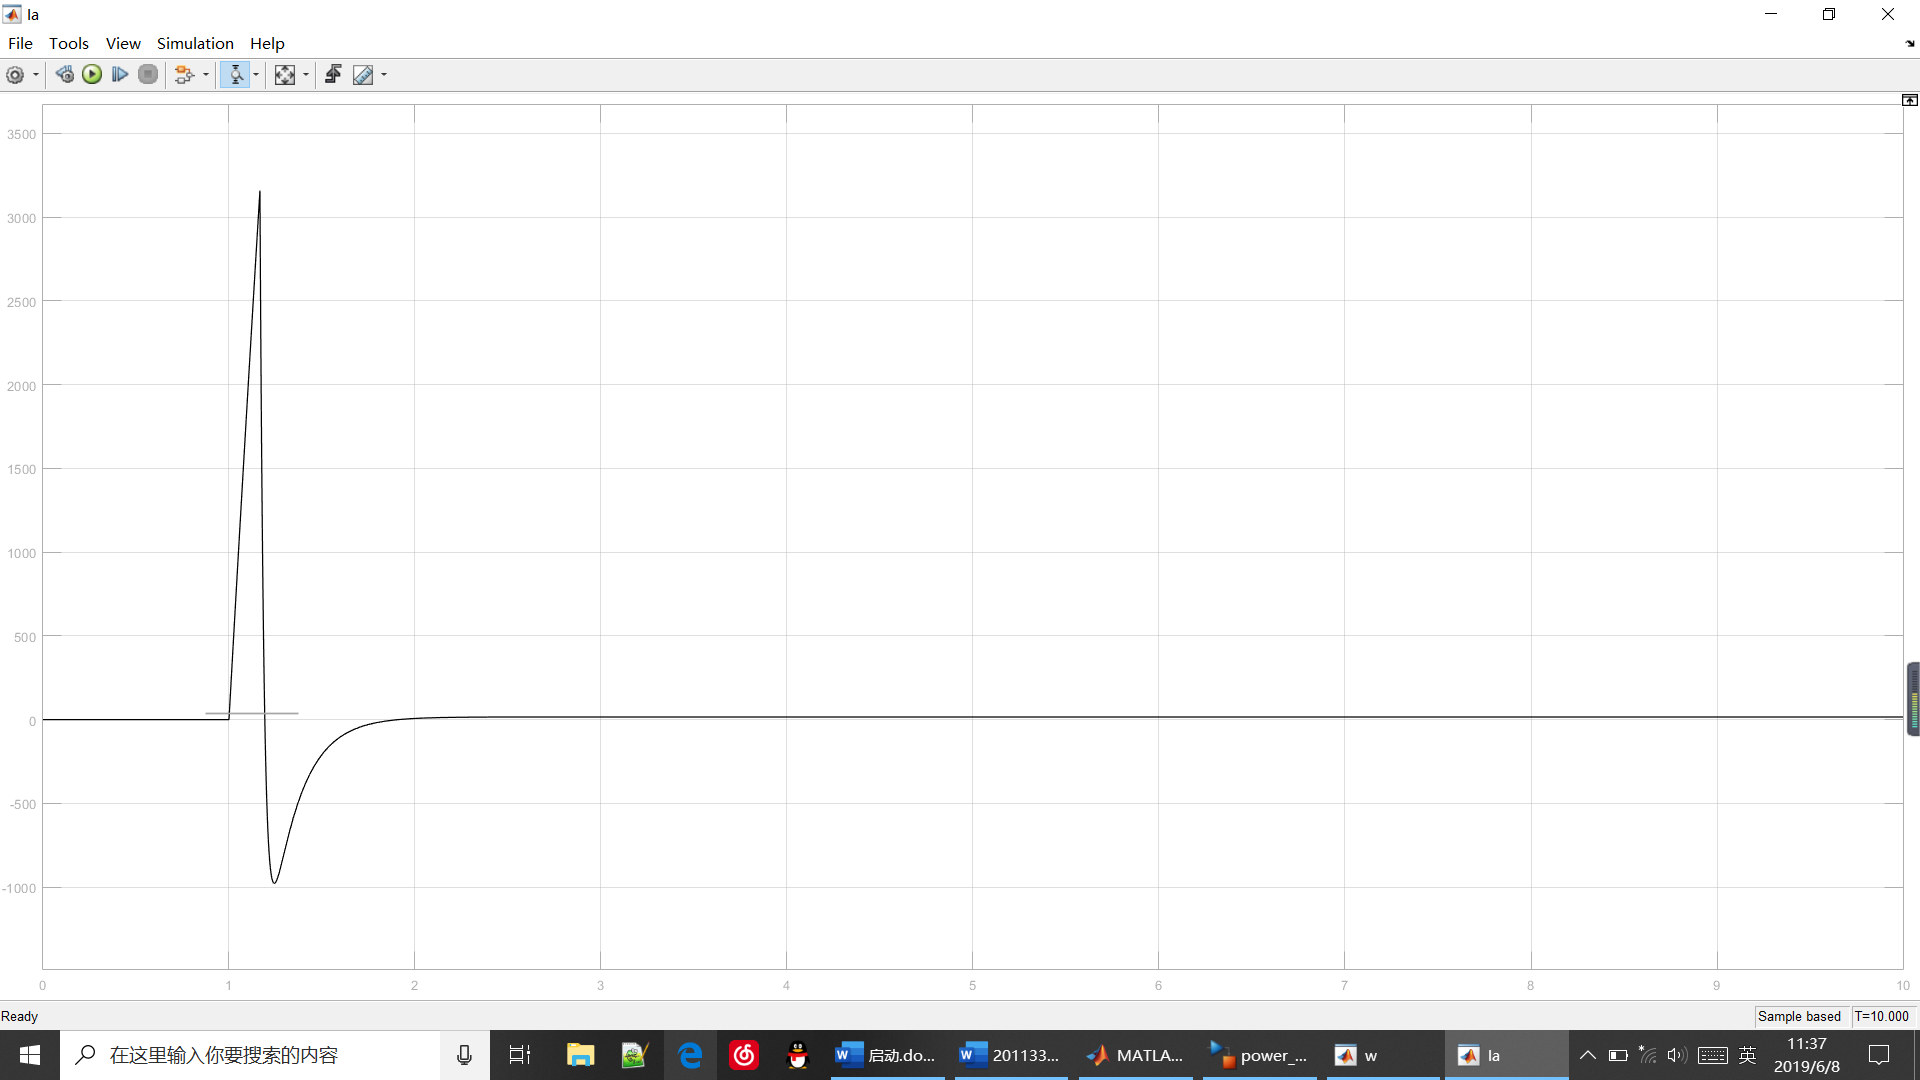 Ia
File Tools View Simulation Help
3500
3000
2500
2000
1500
1000
500
0
-500
-1000
0 1 2 3 4 5 6 7 8 9 10
Ready
Sample based T=10.000
在这里输入你要搜索的内容
启动.do...
201133...
MATLA...
power_...
w
Ia
英
11:37
2019/6/8